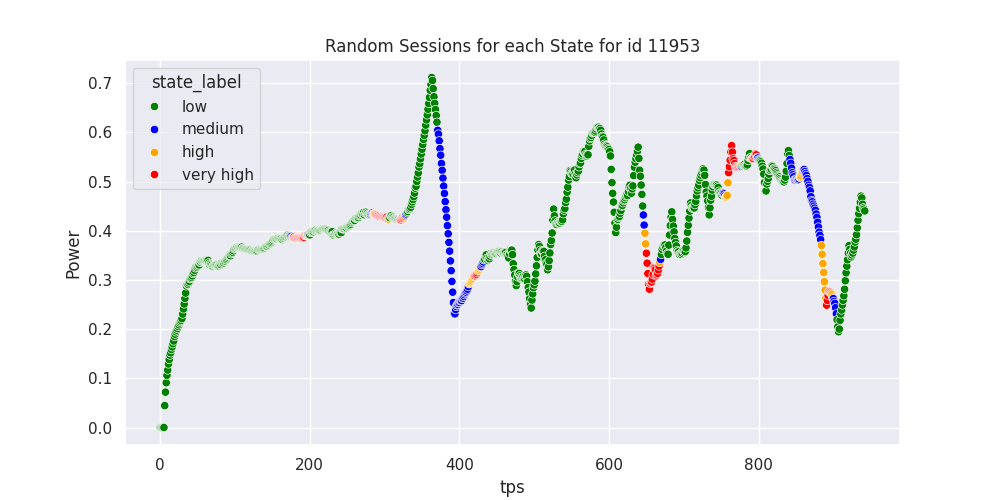 Random Sessions for each State for id 11953
state_label
low
medium
high
very high
Power
0.7
0.6
0.5
0.4
0.3
0.2
0.1
0.0
0 200 400 600 800
tps